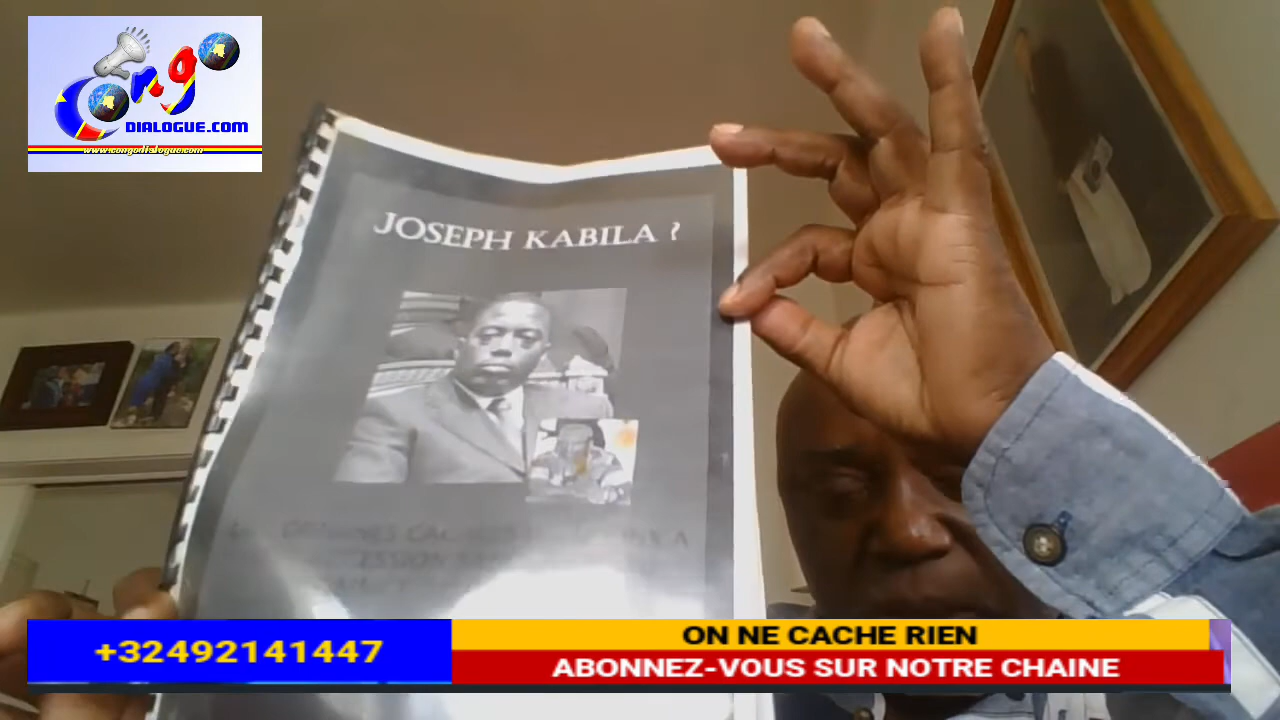 Congo
DIALOGUE.COM
www.congodialogue.com
JOSEPH KABILA ?
+32492141447
ON NE CACHE RIEN
ABONNEZ-VOUS SUR NOTRE CHAINE